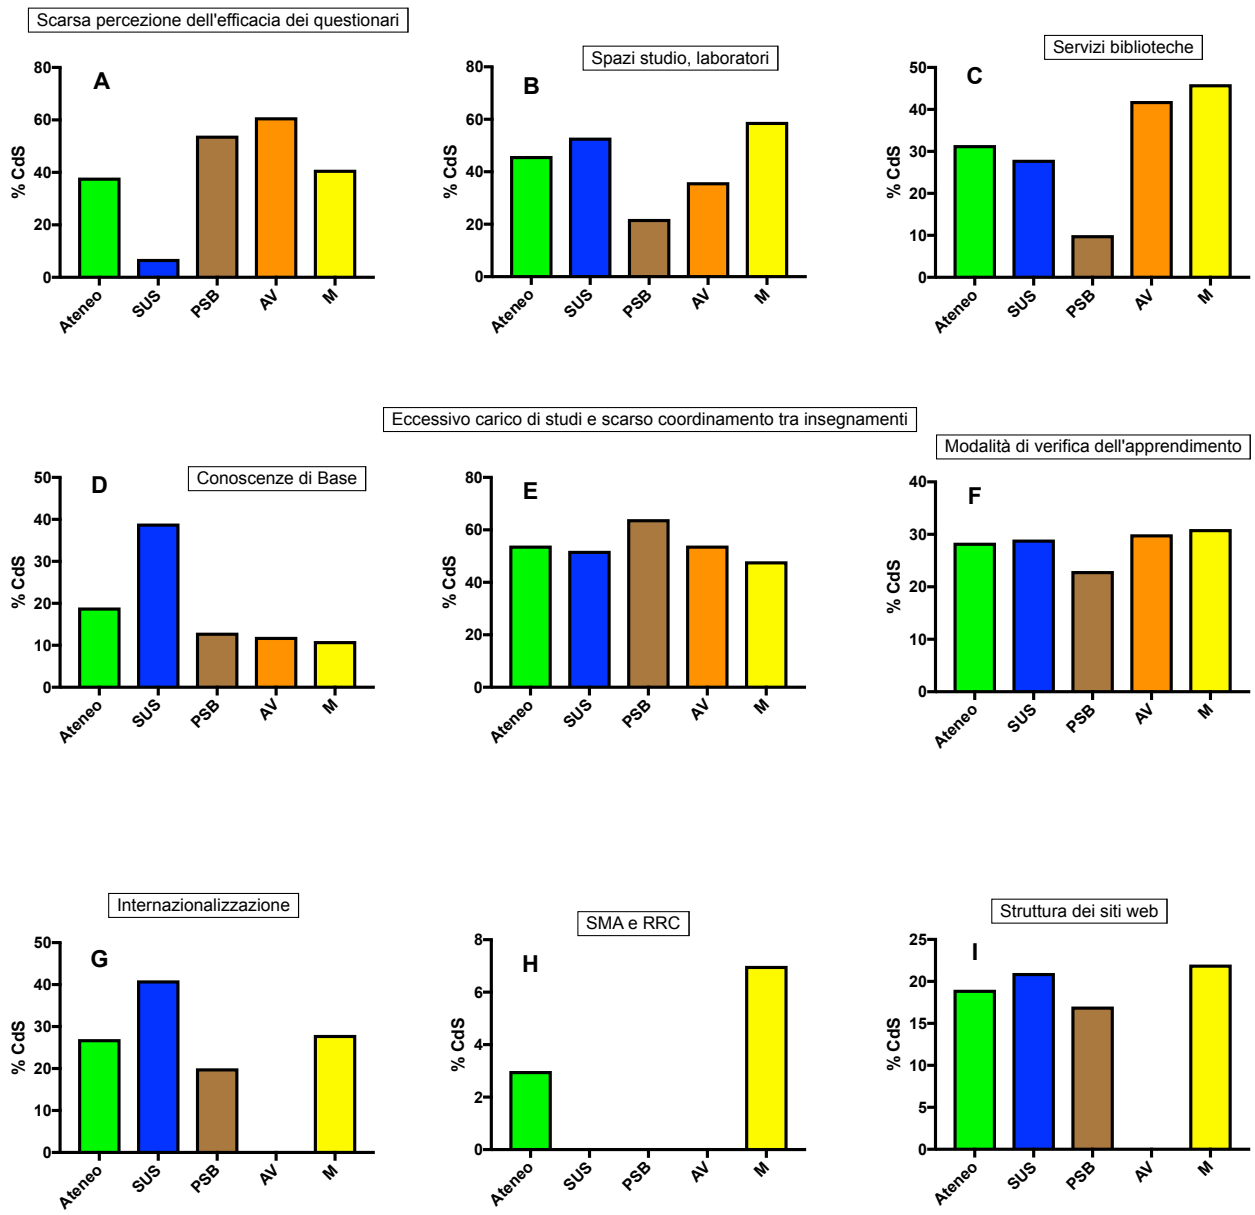 Scarsa percezione dell'efficacia dei questionari
A
% CdS
80
60
40
20
0
Ateneo
SUS
PSB
AV
M
Spazi studio, laboratori
B
% CdS
80
60
40
20
0
Ateneo
SUS
PSB
AV
M
Servizi biblioteche
C
% CdS
50
40
30
20
10
0
Ateneo
SUS
PSB
AV
M
Conoscenze di Base
D
% CdS
50
40
30
20
10
0
Ateneo
SUS
PSB
AV
M
Eccessivo carico di studi e scarso coordinamento tra insegnamenti
E
% CdS
80
60
40
20
0
Ateneo
SUS
PSB
AV
M
Modalità di verifica dell'apprendimento
F
% CdS
40
30
20
10
0
Ateneo
SUS
PSB
AV
M
Internazionalizzazione
G
% CdS
50
40
30
20
10
0
Ateneo
SUS
PSB
AV
M
SMA e RRC
H
% CdS
8
6
4
2
0
Ateneo
SUS
PSB
AV
M
Struttura dei siti web
I
% CdS
25
20
15
10
5
0
Ateneo
SUS
PSB
AV
M